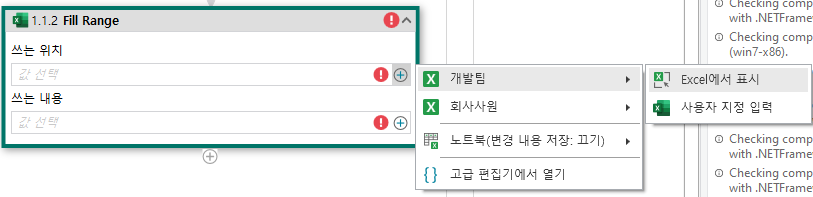 1.1.2 Fill Range
쓰는 위치
값 선택
쓰는 내용
값 선택
개발팀
회사사원
노트북(변경 내용 저장: 끄기)
고급 편집기에서 열기
Excel에서 표시
사용자 지정 입력
Checking comp
with .NETFrame
Checking comp
(win7-x86).
Checking comp
with .NETFrame
Checking comp
with .NETFrame